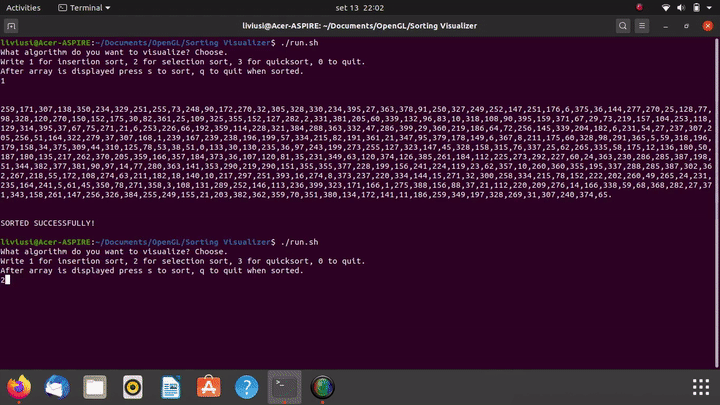 Activities
Terminal
set 13 22:02
liviusi@Acer-ASPIRE: ~/Documents/OpenGL/Sorting Visualizer
liviusi@Acer-ASPIRE:~/Documents/OpenGL/Sorting Visualizer$ ./run.sh
What algorithm do you want to visualize? Choose.
Write 1 for insertion sort, 2 for selection sort, 3 for quicksort, 0 to quit.
After array is displayed press s to sort, q to quit when sorted.
1
259,171,307,138,350,234,329,251,255,73,248,90,172,270,32,305,328,330,234,395,27,363,378,91,250,327,249,252,147,251,176,6,375,36,144,277,270,25,128,77,
98,328,120,270,150,152,175,30,82,361,25,109,325,355,152,127,282,2,331,381,205,60,339,132,96,83,10,318,108,90,395,159,371,67,29,73,219,157,104,253,118,
129,314,395,37,67,75,271,21,6,253,226,66,192,359,114,228,321,384,288,363,332,47,286,399,29,360,219,186,64,72,256,145,339,204,182,6,231,54,27,237,307,2
05,256,51,164,322,279,37,307,168,1,239,167,239,238,196,199,57,334,215,82,191,361,21,347,95,379,178,149,6,367,8,211,175,60,328,98,291,365,5,59,318,196,
179,158,34,375,309,44,310,125,78,53,38,51,0,133,30,130,235,36,97,243,199,273,255,127,323,147,45,328,158,315,76,337,25,62,265,335,58,175,12,136,180,50,
187,180,135,217,262,370,205,359,166,357,184,373,36,107,120,81,35,231,349,63,120,374,126,385,261,184,112,225,273,292,227,60,24,363,230,286,285,387,198,
51,344,382,377,381,90,97,14,77,280,363,141,353,290,219,290,151,355,355,377,228,199,156,241,224,119,23,62,357,10,260,360,355,195,337,288,285,387,302,36
2,267,218,55,172,108,274,63,211,182,18,140,10,217,297,251,393,16,274,8,373,237,220,334,144,15,271,32,300,258,334,215,78,152,222,202,260,49,265,24,231,
235,164,241,5,61,45,350,78,271,358,3,108,131,289,252,146,113,236,399,323,171,166,1,275,388,156,88,37,21,112,220,209,276,14,166,338,59,68,368,282,27,37
1,343,158,261,147,256,326,384,255,249,155,21,203,382,362,359,70,351,380,134,172,141,11,186,259,349,197,328,269,31,307,240,374,65.
SORTED SUCCESSFULLY!
liviusi@Acer-ASPIRE:~/Documents/OpenGL/Sorting Visualizer$ ./run.sh
What algorithm do you want to visualize? Choose.
Write 1 for insertion sort, 2 for selection sort, 3 for quicksort, 0 to quit.
After array is displayed press s to sort, q to quit when sorted.
2